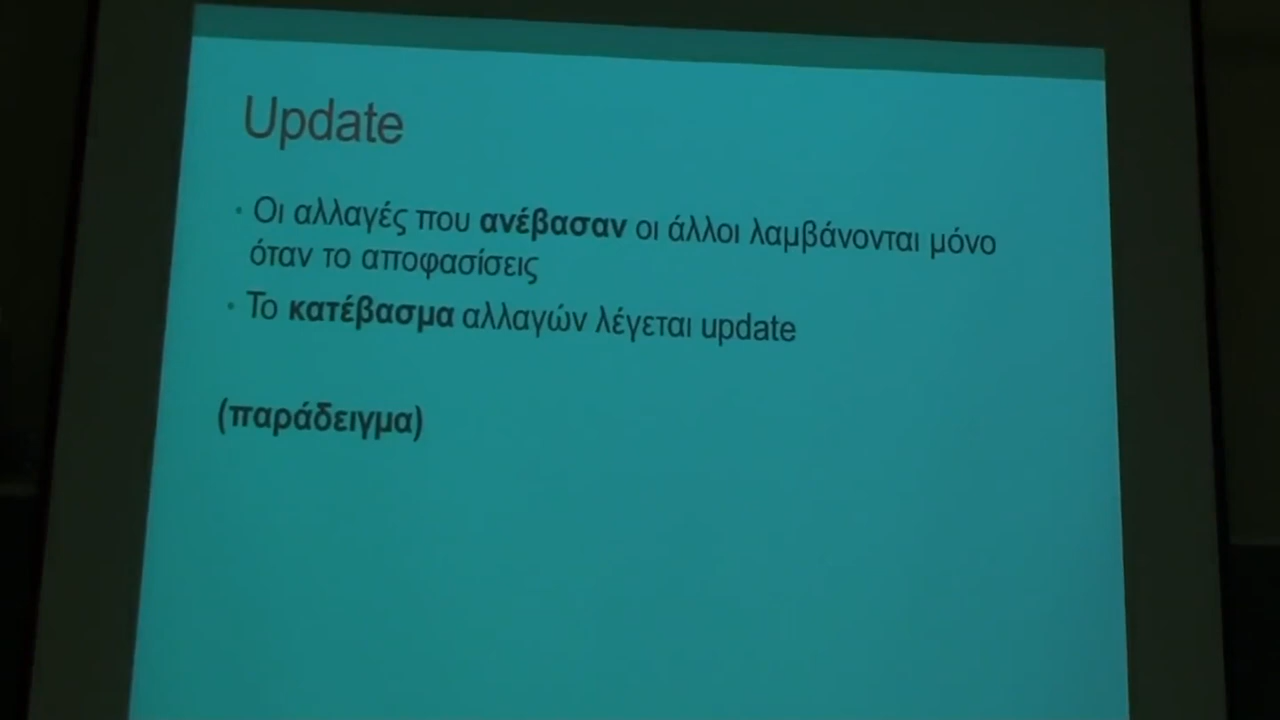 Update
• Οι αλλαγές που ανέβασαν οι άλλοι λαμβάνονται μόνο
όταν το αποφασίσεις
• Το κατέβασμα αλλαγών λέγεται update
(παράδειγμα)